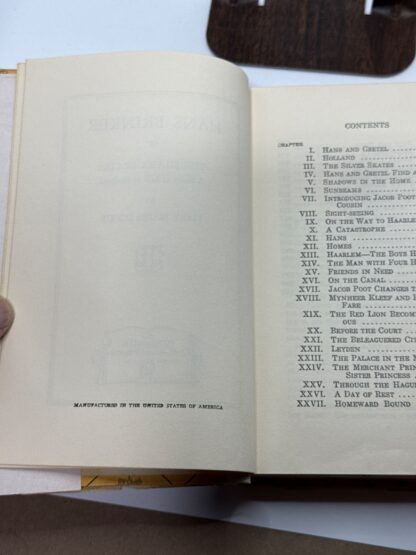 HANS BRINKER
MANUFACTURED IN THE UNITED STATES OF AMERICA
CONTENTS
CHAPTER
I. HANS AND GRETEL
II. HOLLAND
III. THE SILVER SKATES
IV. HANS AND GRETEL FIND A
V. SHADOWS IN THE HOME
VI. SUNBEAMS
VII. INTRODUCING JACOB POOT
COUSIN
VIII. SIGHT-SEEING
IX. ON THE WAY TO HAARLEM
X. A CATASTROPHE
XI. HANS
XII. HOMES
XIII. HAARLEM—THE BOYS H
XIV. THE MAN WITH FOUR H
XV. FRIENDS IN NEED
XVI. ON THE CANAL
XVII. JACOB POOT CHANGES T
XVIII. MYNHEER KLEEF AND
FARE
XIX. THE RED LION BECOM
OUS
XX. BEFORE THE COURT
XXI. THE BELEAGUERED CIT
XXII. LEYDEN
XXIII. THE PALACE IN THE
XXIV. THE MERCHANT PRIN
SISTER PRINCESS
XXV. THROUGH THE HAGU
XXVI. A DAY OF REST
XXVII. HOMEWARD BOUND